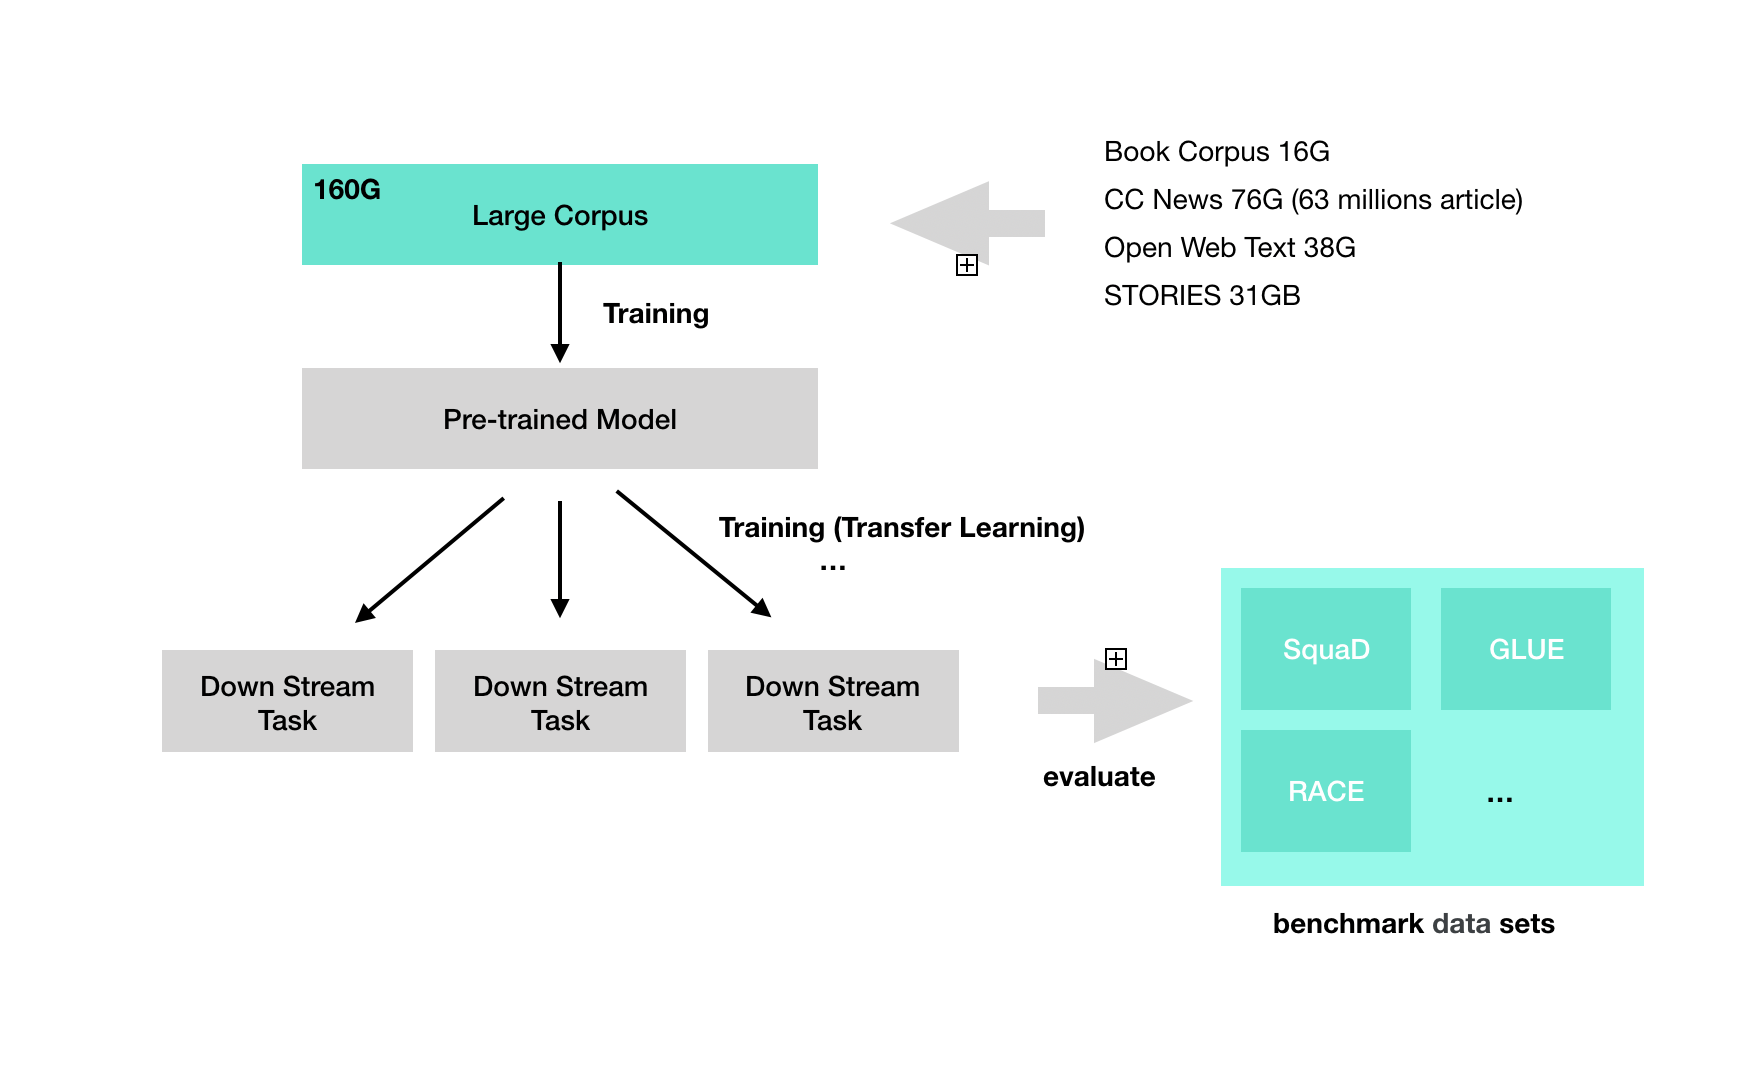 160G
Large Corpus
Book Corpus 16G
CC News 76G (63 millions article)
Open Web Text 38G
STORIES 31GB
Training
Pre-trained Model
Training (Transfer Learning)
...
Down Stream
Task
Down Stream
Task
Down Stream
Task
evaluate
SquaD
GLUE
RACE
...
benchmark data sets